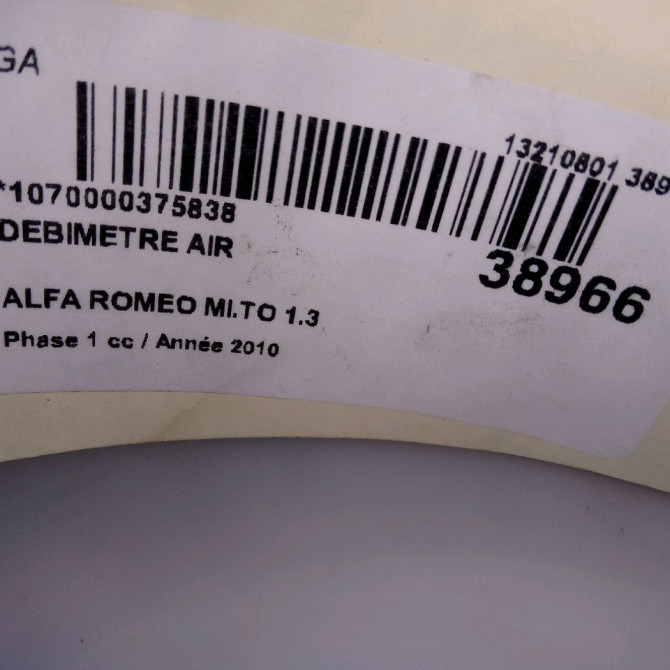 GA
13210801 389
*1070000375838
DEBIMETRE AIR
38966
ALFA ROMEO MI.TO 1.3
Phase 1 cc / Année 2010